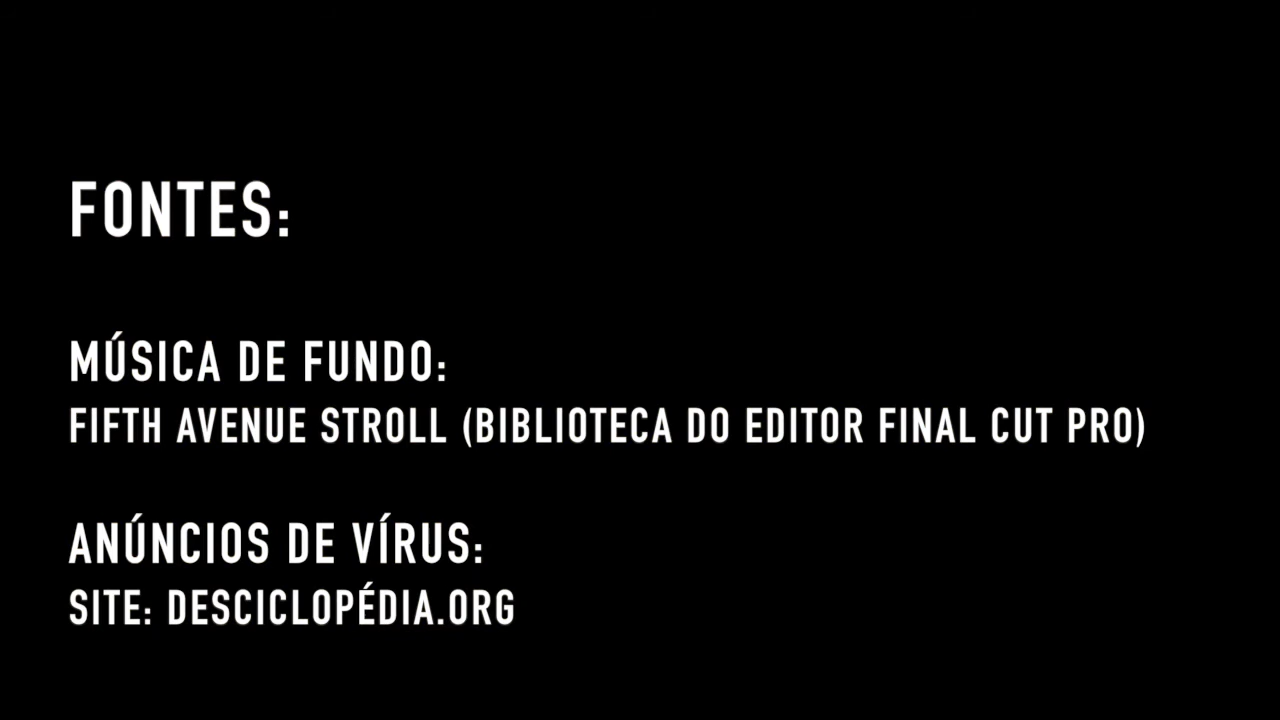 FONTES:
MÚSICA DE FUNDO:
FIFTH AVENUE STROLL (BIBLIOTECA DO EDITOR FINAL CUT PRO)
ANÚNCIOS DE VÍRUS:
SITE: DESCICLOPÉDIA.ORG